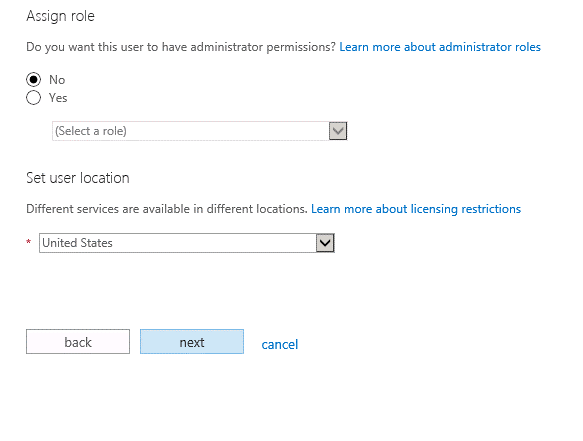 Assign role
Do you want this user to have administrator permissions? Learn more about administrator roles
No
Yes
(Select a role)
Set user location
Different services are available in different locations. Learn more about licensing restrictions
* United States
back next cancel